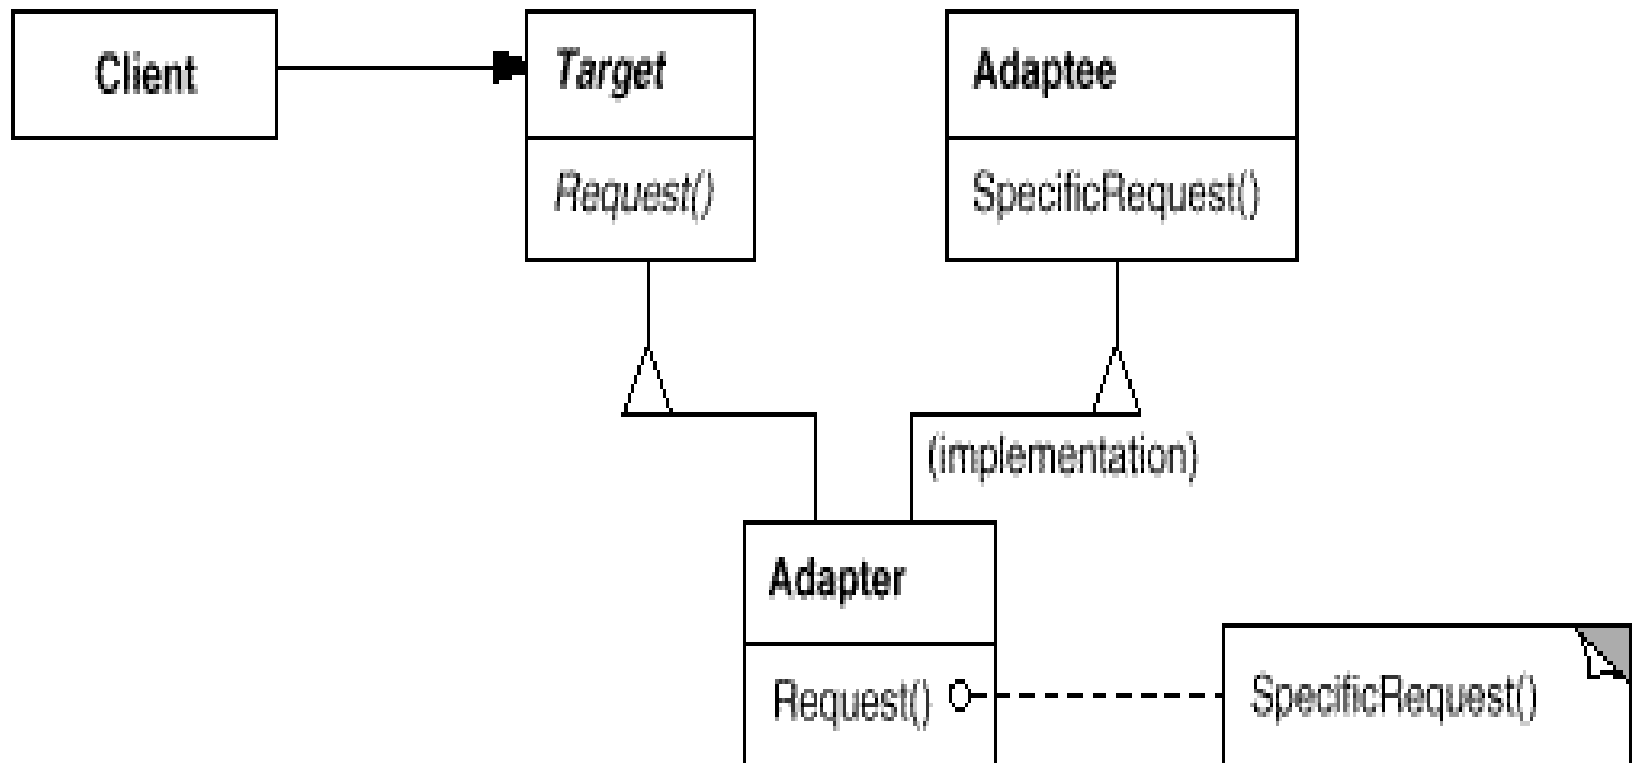 Client
Target
Request()
Adaptee
SpecificRequest()
(implementation)
Adapter
Request()
SpecificRequest()